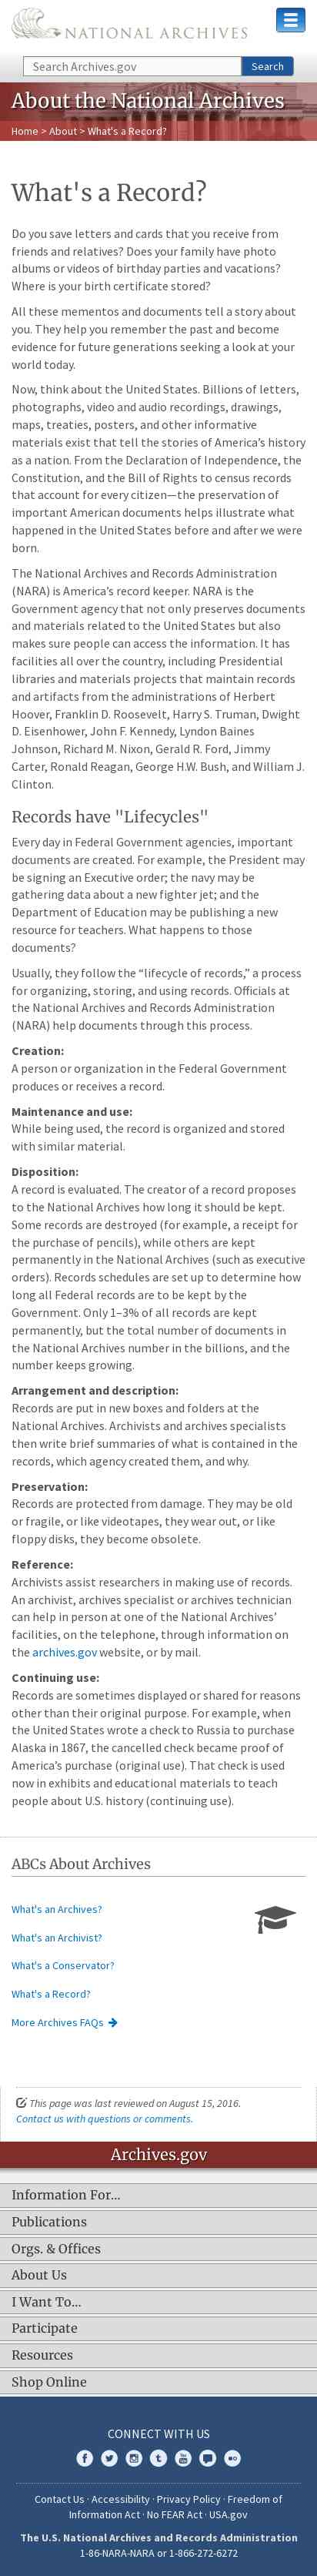 NATIONAL ARCHIVES
Search Archives.gov
Search
About the National Archives
Home > About > What's a Record?
What's a Record?
Do you save letters and cards that you receive from
friends and relatives? Does your family have photo
albums or videos of birthday parties and vacations?
Where is your birth certificate stored?
All these mementos and documents tell a story about
you. They help you remember the past and become
evidence for future generations seeking a look at your
world today.
Now, think about the United States. Billions of letters,
photographs, video and audio recordings, drawings,
maps, treaties, posters, and other informative
materials exist that tell the stories of America’s history
as a nation. From the Declaration of Independence, the
Constitution, and the Bill of Rights to census records
that account for every citizen—the preservation of
important American documents helps illustrate what
happened in the United States before and after we were
born.
The National Archives and Records Administration
(NARA) is America’s record keeper. NARA is the
Government agency that not only preserves documents
and materials related to the United States but also
makes sure people can access the information. It has
facilities all over the country, including Presidential
libraries and materials projects that maintain records
and artifacts from the administrations of Herbert
Hoover, Franklin D. Roosevelt, Harry S. Truman, Dwight
D. Eisenhower, John F. Kennedy, Lyndon Baines
Johnson, Richard M. Nixon, Gerald R. Ford, Jimmy
Carter, Ronald Reagan, George H.W. Bush, and William J.
Clinton.
Records have "Lifecycles"
Every day in Federal Government agencies, important
documents are created. For example, the President may
be signing an Executive order; the navy may be
gathering data about a new fighter jet; and the
Department of Education may be publishing a new
resource for teachers. What happens to those
documents?
Usually, they follow the “lifecycle of records,” a process
for organizing, storing, and using records. Officials at
the National Archives and Records Administration
(NARA) help documents through this process.
Creation:
A person or organization in the Federal Government
produces or receives a record.
Maintenance and use:
While being used, the record is organized and stored
with similar material.
Disposition:
A record is evaluated. The creator of a record proposes
to the National Archives how long it should be kept.
Some records are destroyed (for example, a receipt for
the purchase of pencils), while others are kept
permanently in the National Archives (such as executive
orders). Records schedules are set up to determine how
long all Federal records are to be kept by the
Government. Only 1–3% of all records are kept
permanently, but the total number of documents in
the National Archives number in the billions, and the
number keeps growing.
Arrangement and description:
Records are put in new boxes and folders at the
National Archives. Archivists and archives specialists
then write brief summaries of what is contained in the
records, which agency created them, and why.
Preservation:
Records are protected from damage. They may be old
or fragile, or like videotapes, they wear out, or like
floppy disks, they become obsolete.
Reference:
Archivists assist researchers in making use of records.
An archivist, archives specialist or archives technician
can help in person at one of the National Archives’
facilities, on the telephone, through information on
the archives.gov website, or by mail.
Continuing use:
Records are sometimes displayed or shared for reasons
other than their original purpose. For example, when
the United States wrote a check to Russia to purchase
Alaska in 1867, the cancelled check became proof of
America’s purchase (original use). That check is used
now in exhibits and educational materials to teach
people about U.S. history (continuing use).
ABCs About Archives
What's an Archives?
What's an Archivist?
What's a Conservator?
What's a Record?
More Archives FAQs
This page was last reviewed on August 15, 2016.
Contact us with questions or comments.
Archives.gov
Information For…
Publications
Orgs. & Offices
About Us
I Want To…
Participate
Resources
Shop Online
CONNECT WITH US
Contact Us · Accessibility · Privacy Policy · Freedom of
Information Act · No FEAR Act · USA.gov
The U.S. National Archives and Records Administration
1-86-NARA-NARA or 1-866-272-6272